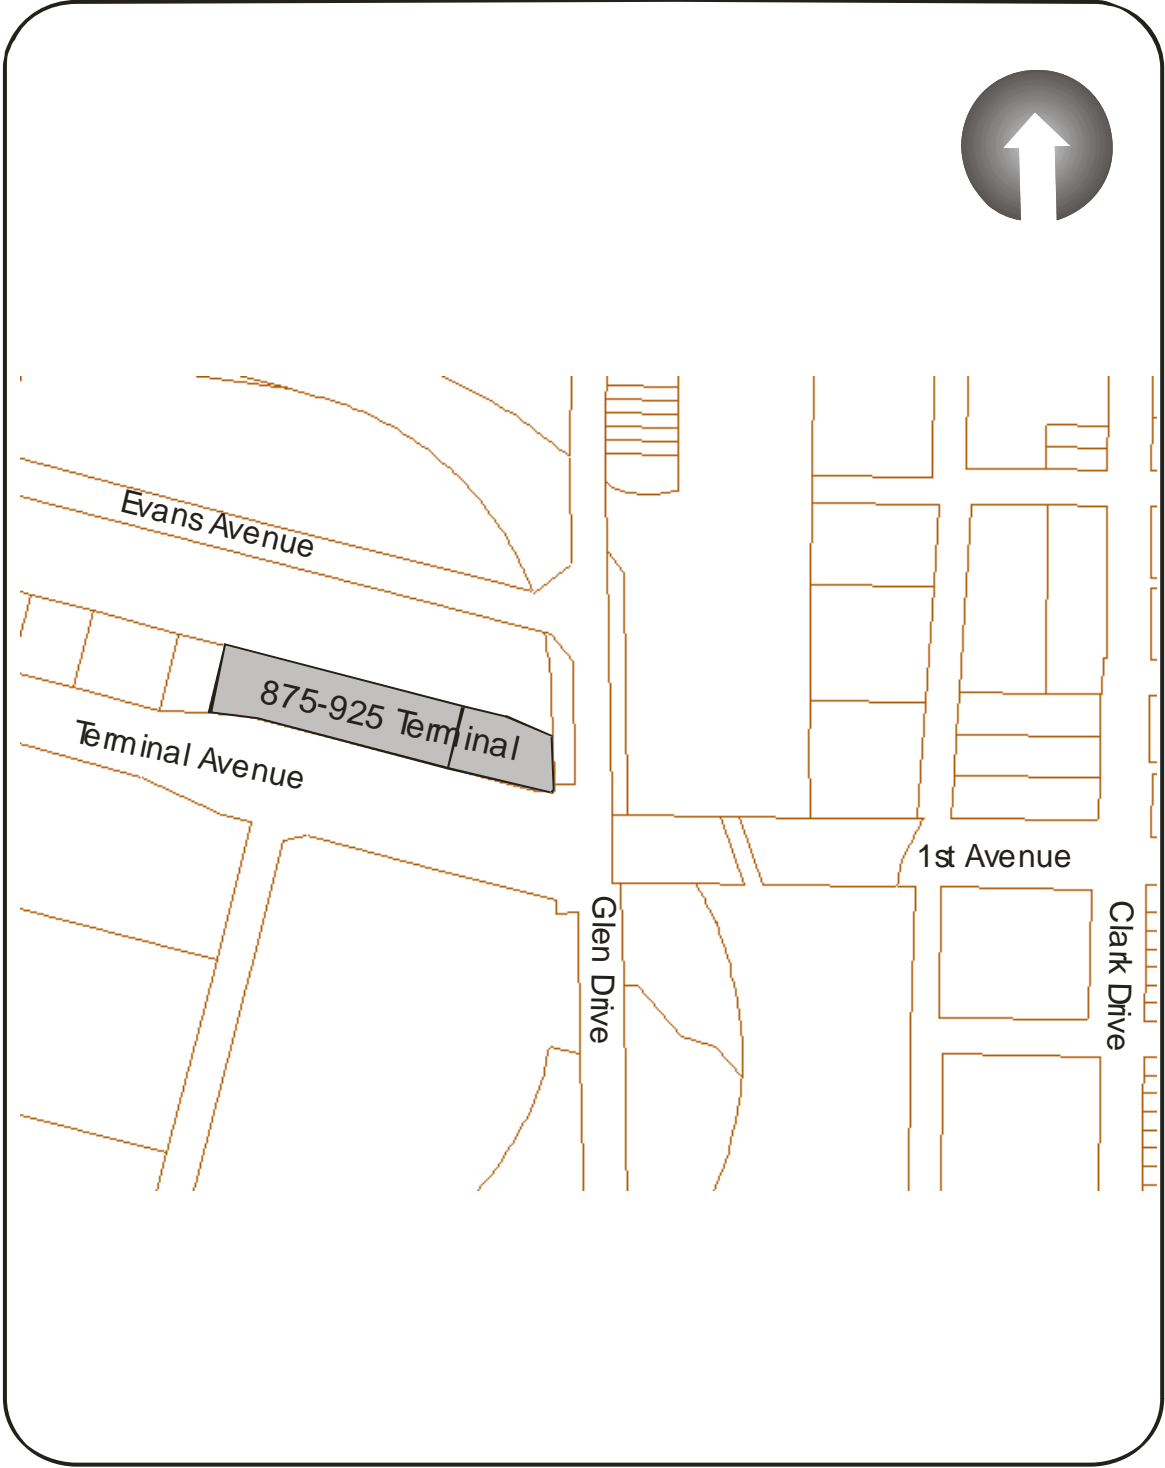 Evans Avenue
875-925 Terminal
Terminal Avenue
1st Avenue
Glen Drive
Clark Drive